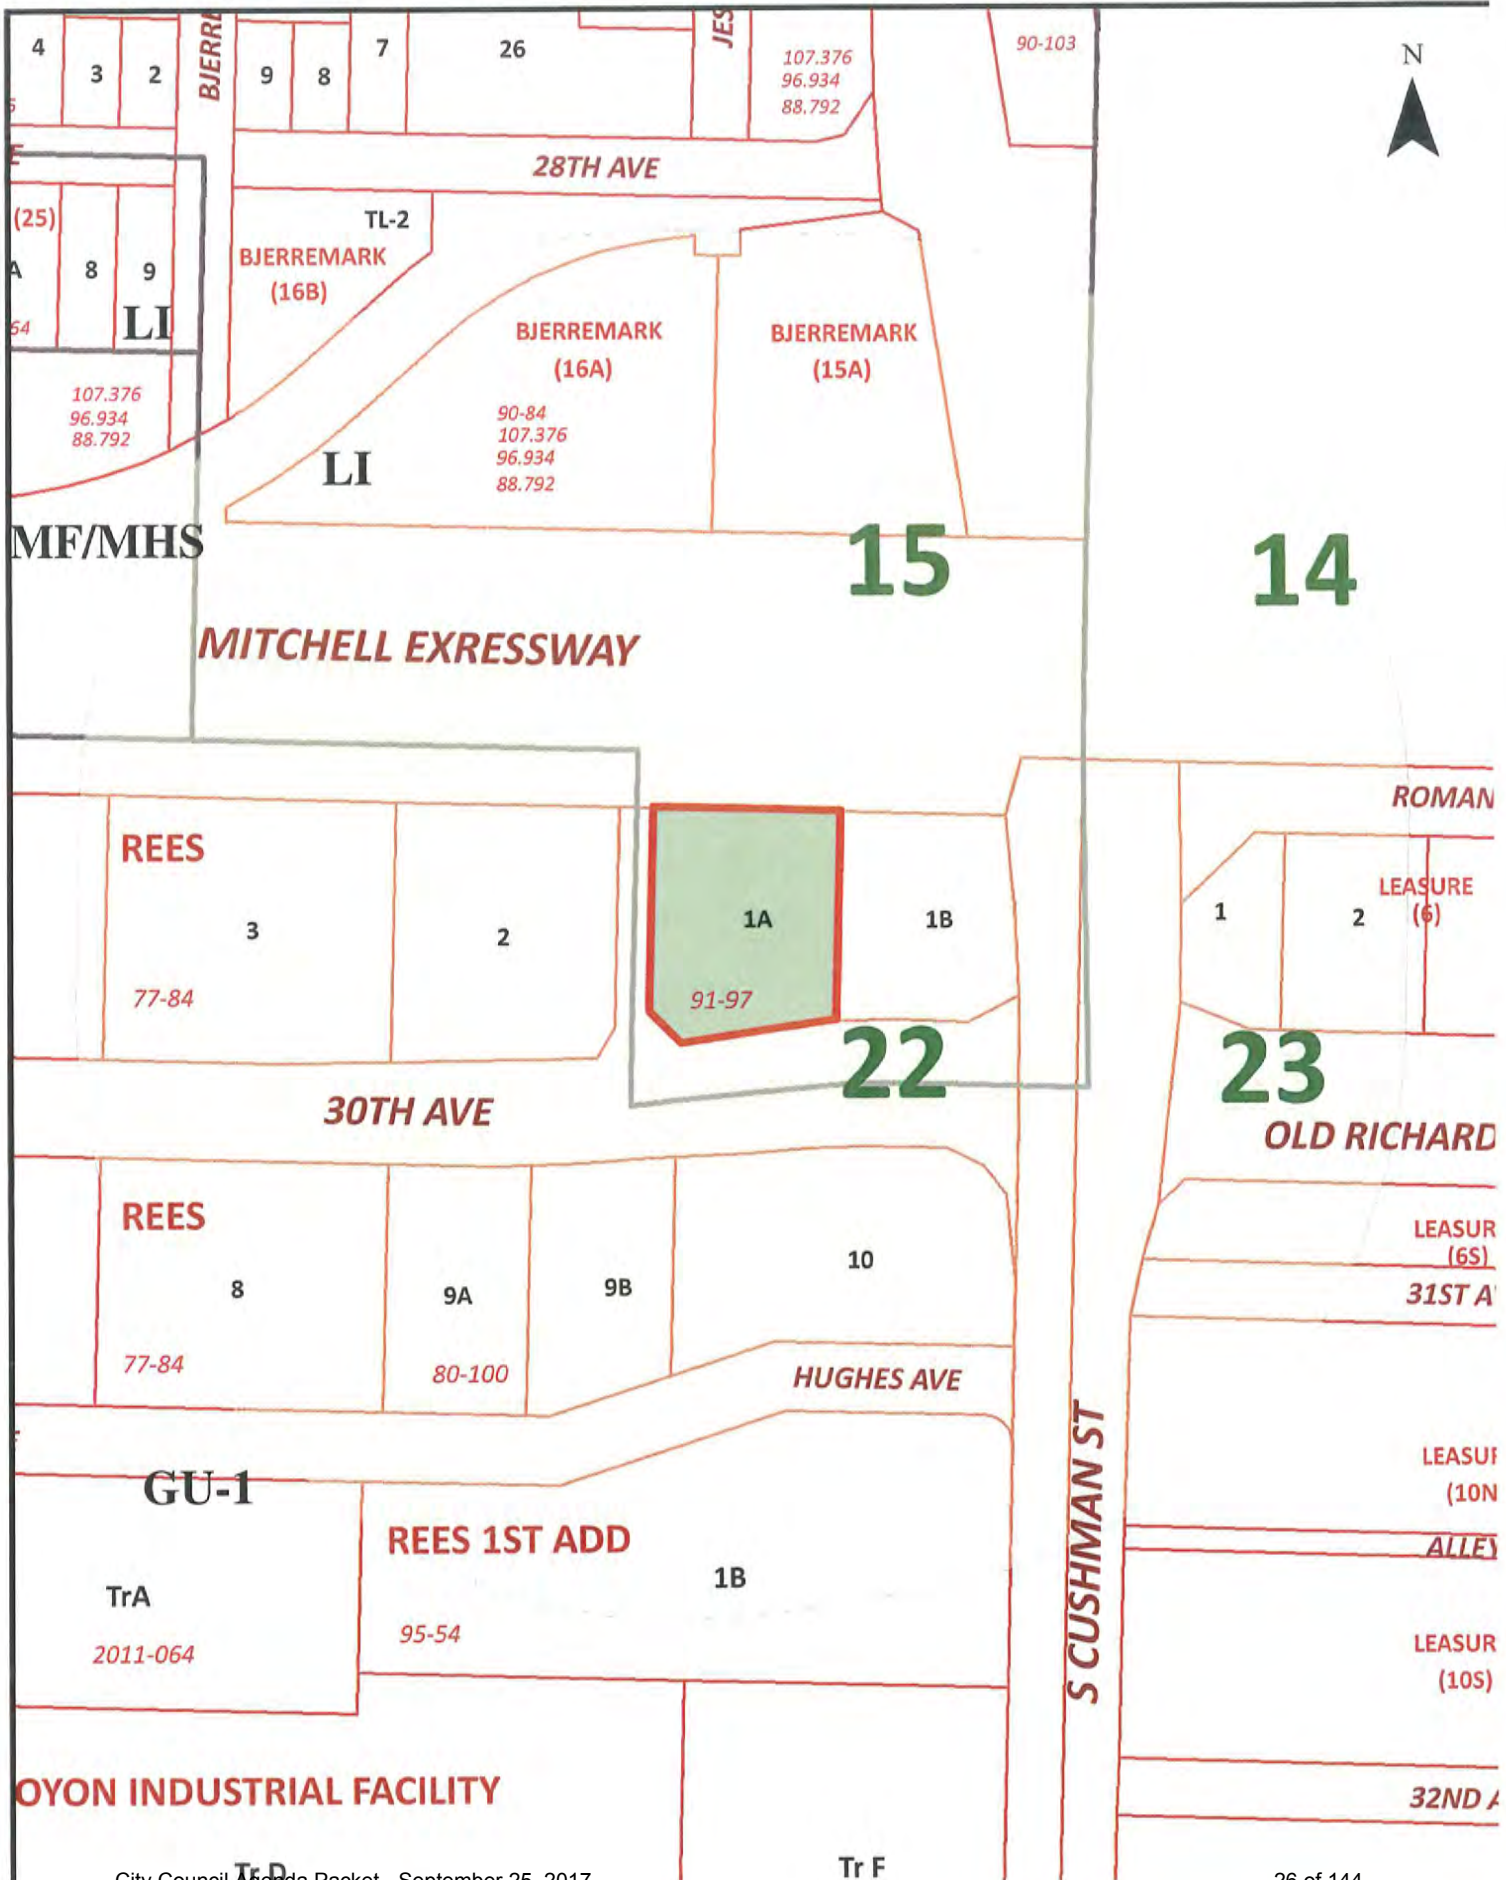 4
3
2
BJERRE
9
8
7
26
JES
107.376
96.934
88.792
90-103
N
28TH AVE
(25)
TL-2
A
8
9
BJERREMARK
(16B)
LI
64
BJERREMARK
(16A)
BJERREMARK
(15A)
107.376
96.934
88.792
90-84
107.376
96.934
88.792
LI
MF/MHS
15
14
MITCHELL EXRESSWAY
ROMAN
REES
3
2
1A
1B
1
2
LEASURE
(6)
77-84
91-97
22
23
30TH AVE
OLD RICHARD
REES
8
9A
9B
10
LEASUR
(6S)
31ST A
77-84
80-100
HUGHES AVE
S CUSHMAN ST
GU-1
LEASUR
(10N
REES 1ST ADD
1B
ALLEY
TrA
2011-064
95-54
LEASUR
(10S)
OYON INDUSTRIAL FACILITY
32ND A
Tr D
Tr F
City Council Agenda Packet - September 25, 2017
26 of 144